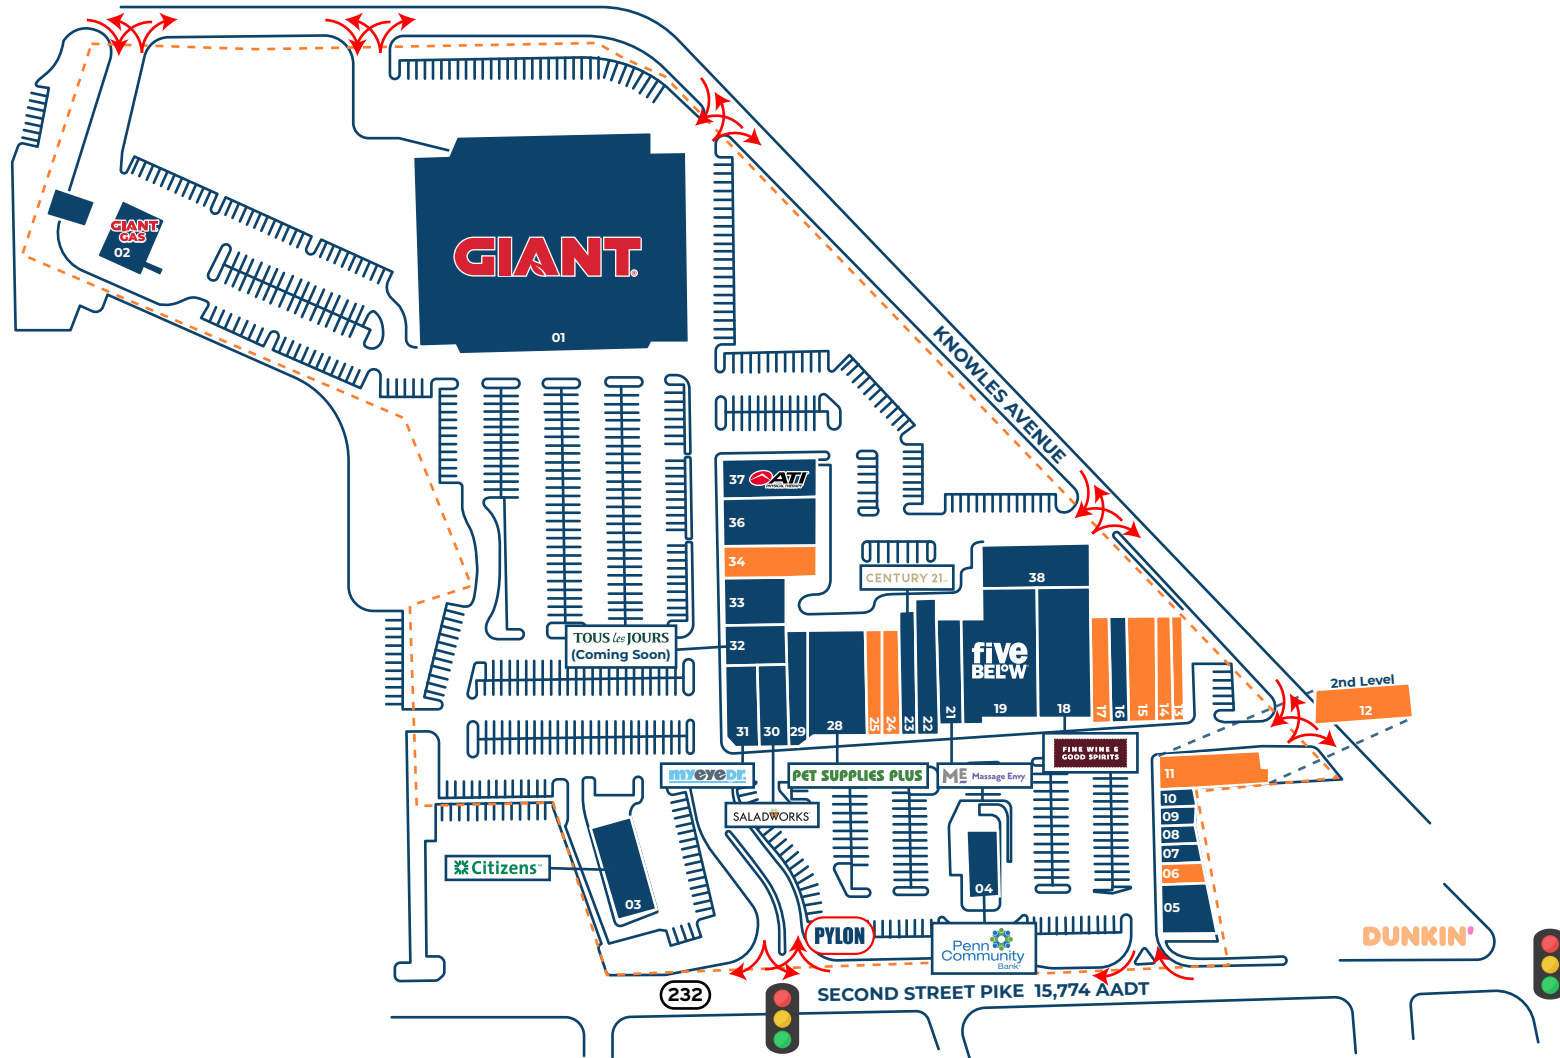 GIANT
GAS
02
GIANT
01
KNOWLES AVENUE
37 ATI
PHYSICAL THERAPY
36
34
33
32
31
30
29
28
25
24
23
22
21
19
18
17
16
15
14
13
38
CENTURY 21
TOUS les JOURS
(Coming Soon)
five
BELOW
2nd Level
12
11
10
09
08
07
06
05
myeyedr.
PET SUPPLIES PLUS
ME Massage Envy
FINE WINE &
GOOD SPIRITS
SALADWORKS
Citizens
03
04
PYLON
Penn
Community
Bank
DUNKIN'
232
SECOND STREET PIKE 15,774 AADT